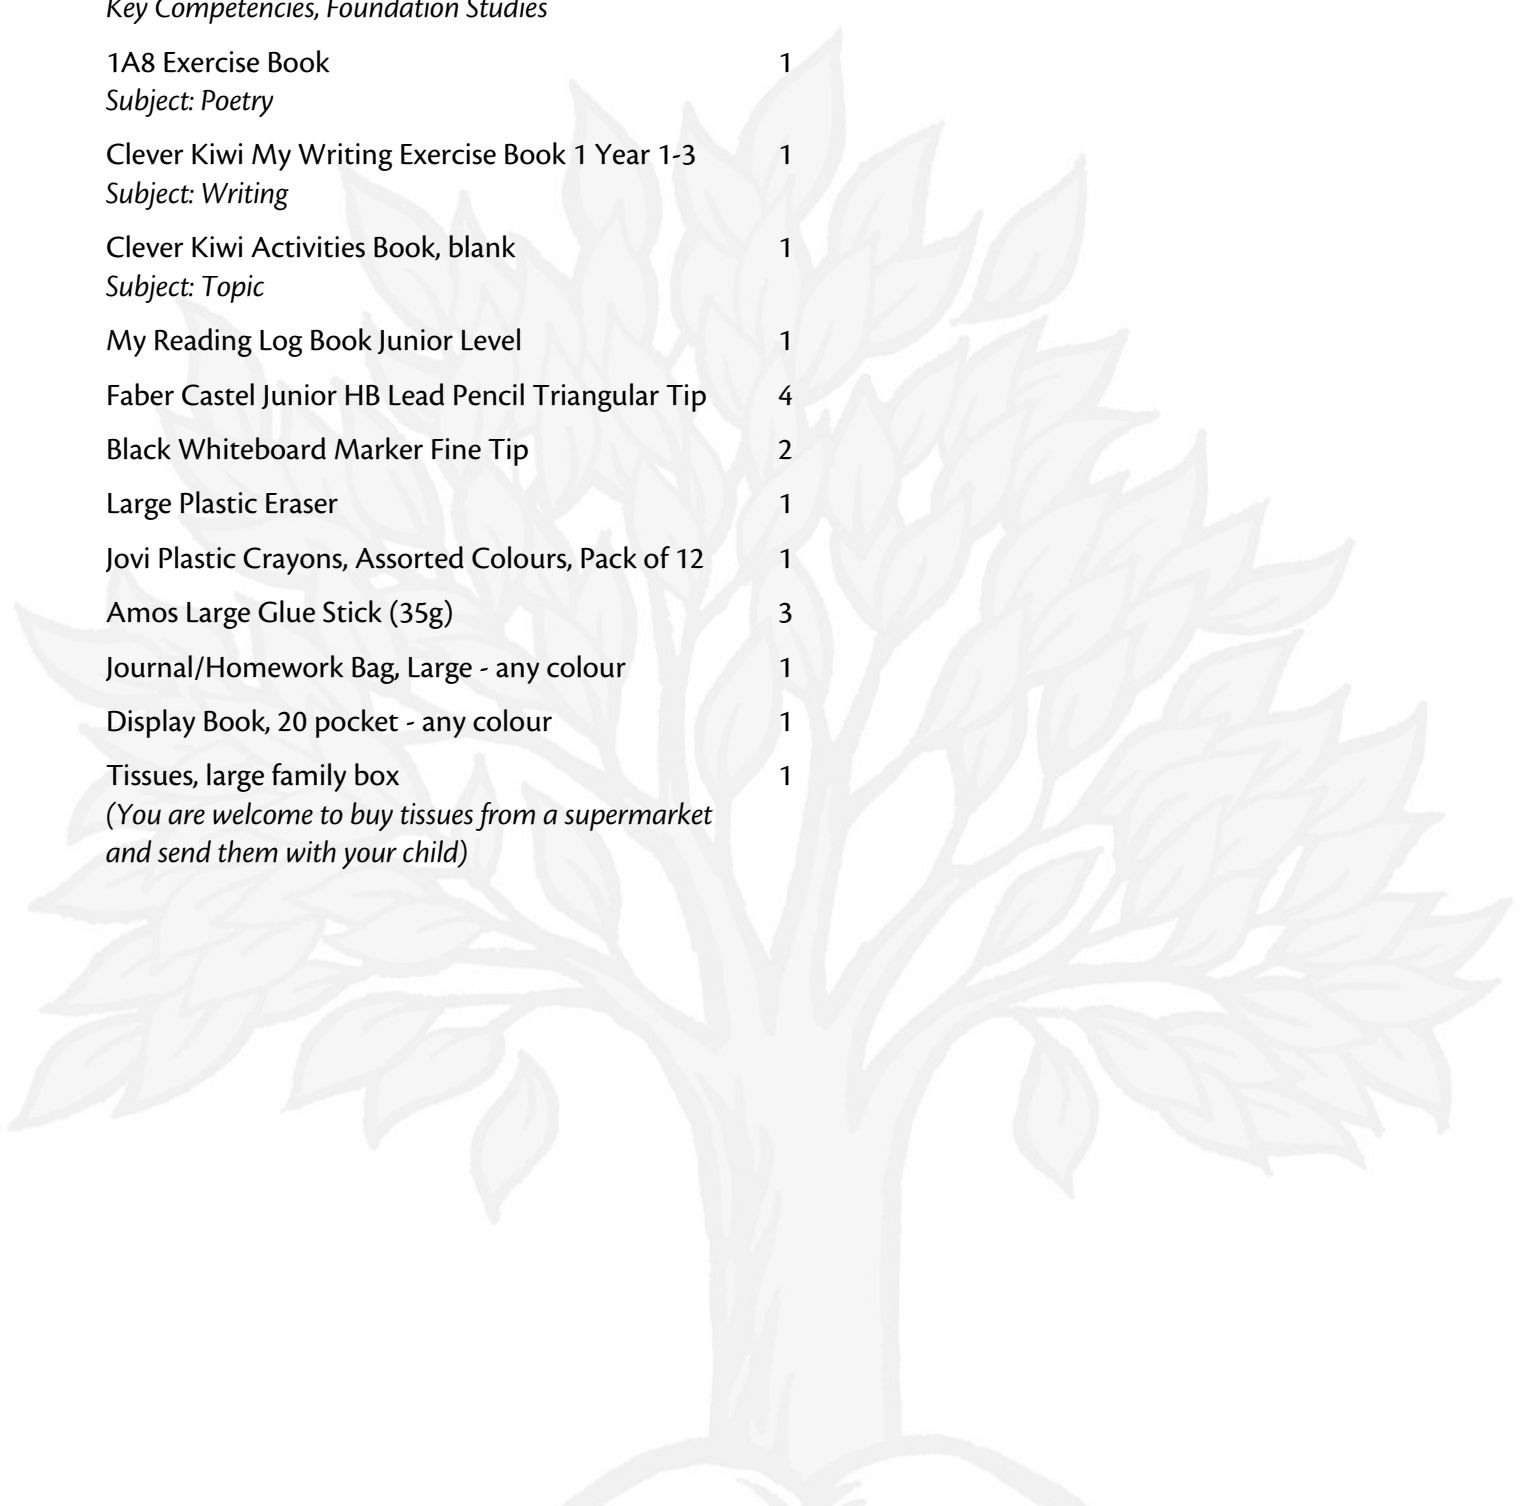 Key Competencies, Foundation Studies
1A8 Exercise Book 1
Subject: Poetry
Clever Kiwi My Writing Exercise Book 1 Year 1-3 1
Subject: Writing
Clever Kiwi Activities Book, blank 1
Subject: Topic
My Reading Log Book Junior Level 1
Faber Castel Junior HB Lead Pencil Triangular Tip 4
Black Whiteboard Marker Fine Tip 2
Large Plastic Eraser 1
Jovi Plastic Crayons, Assorted Colours, Pack of 12 1
Amos Large Glue Stick (35g) 3
Journal/Homework Bag, Large - any colour 1
Display Book, 20 pocket - any colour 1
Tissues, large family box 1
(You are welcome to buy tissues from a supermarket
and send them with your child)